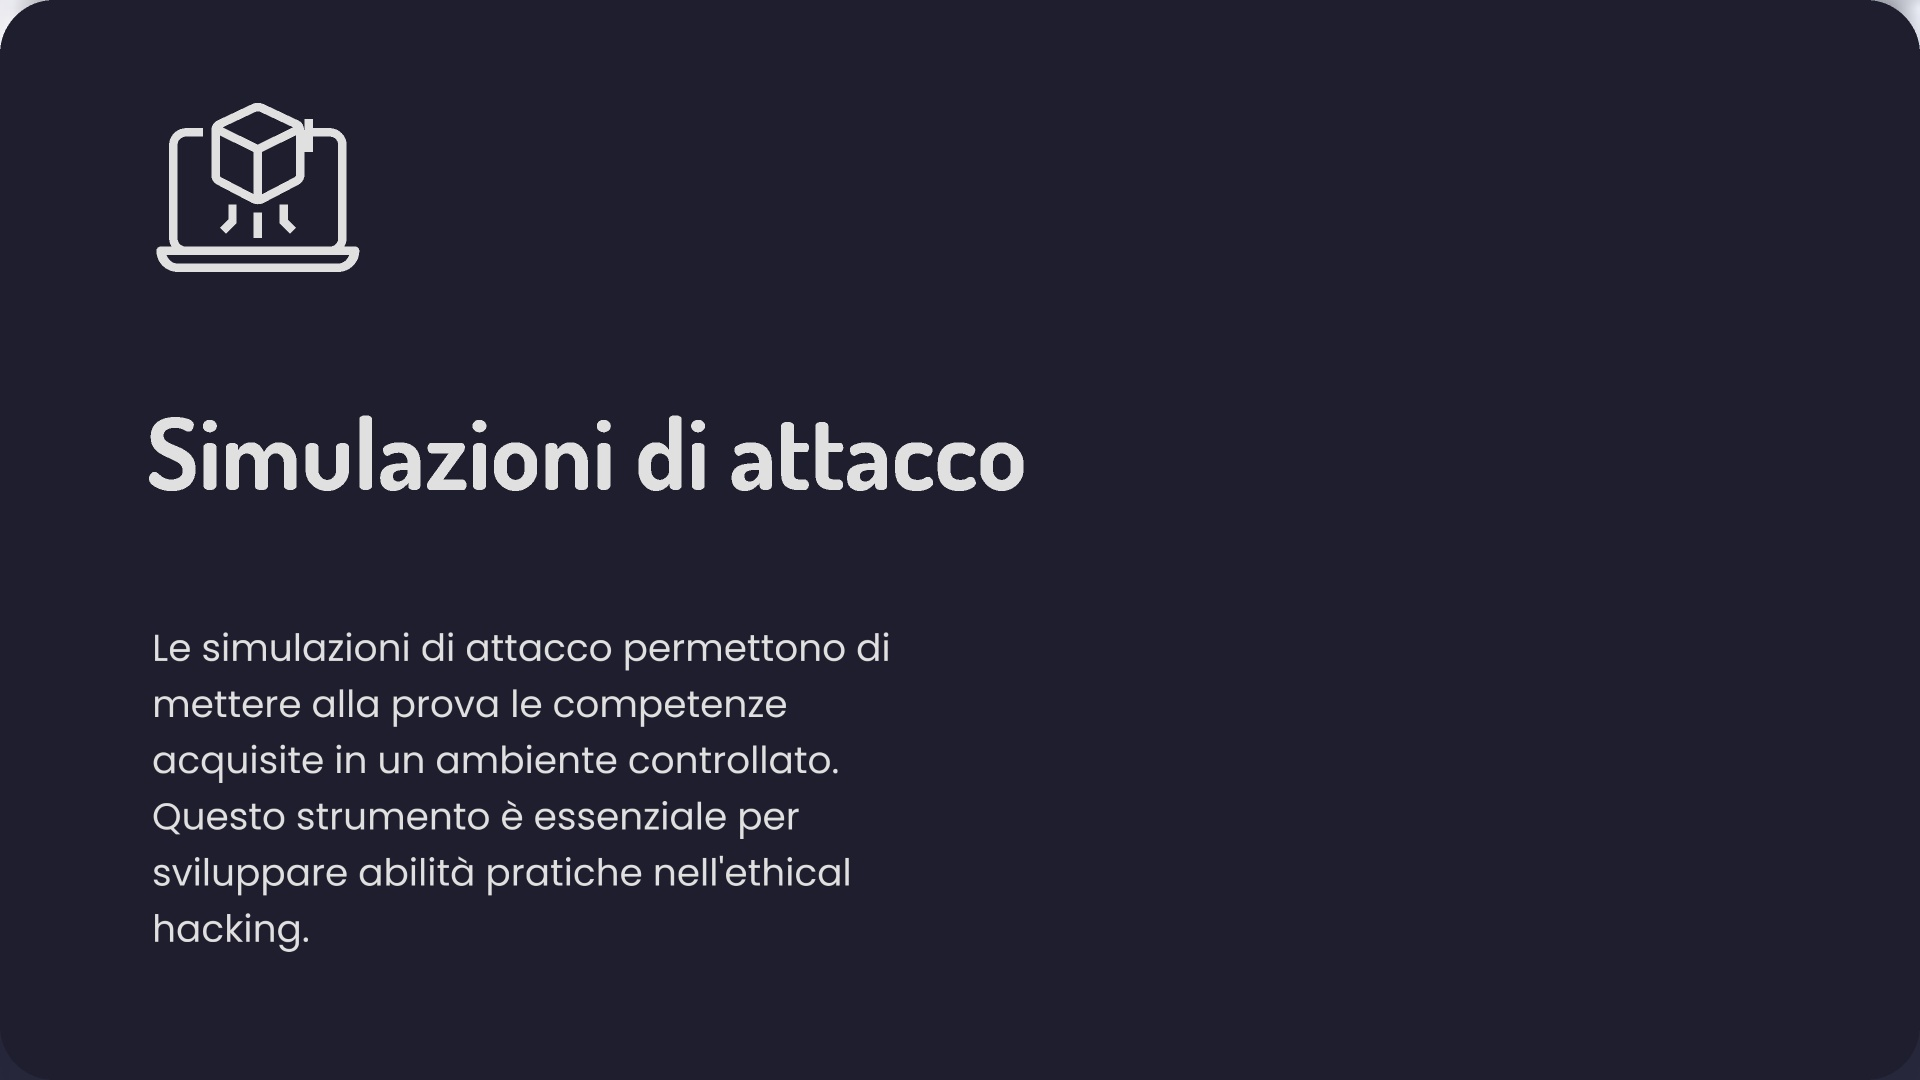 Simulazioni di attacco
Le simulazioni di attacco permettono di
mettere alla prova le competenze
acquisite in un ambiente controllato.
Questo strumento è essenziale per
sviluppare abilità pratiche nell'ethical
hacking.